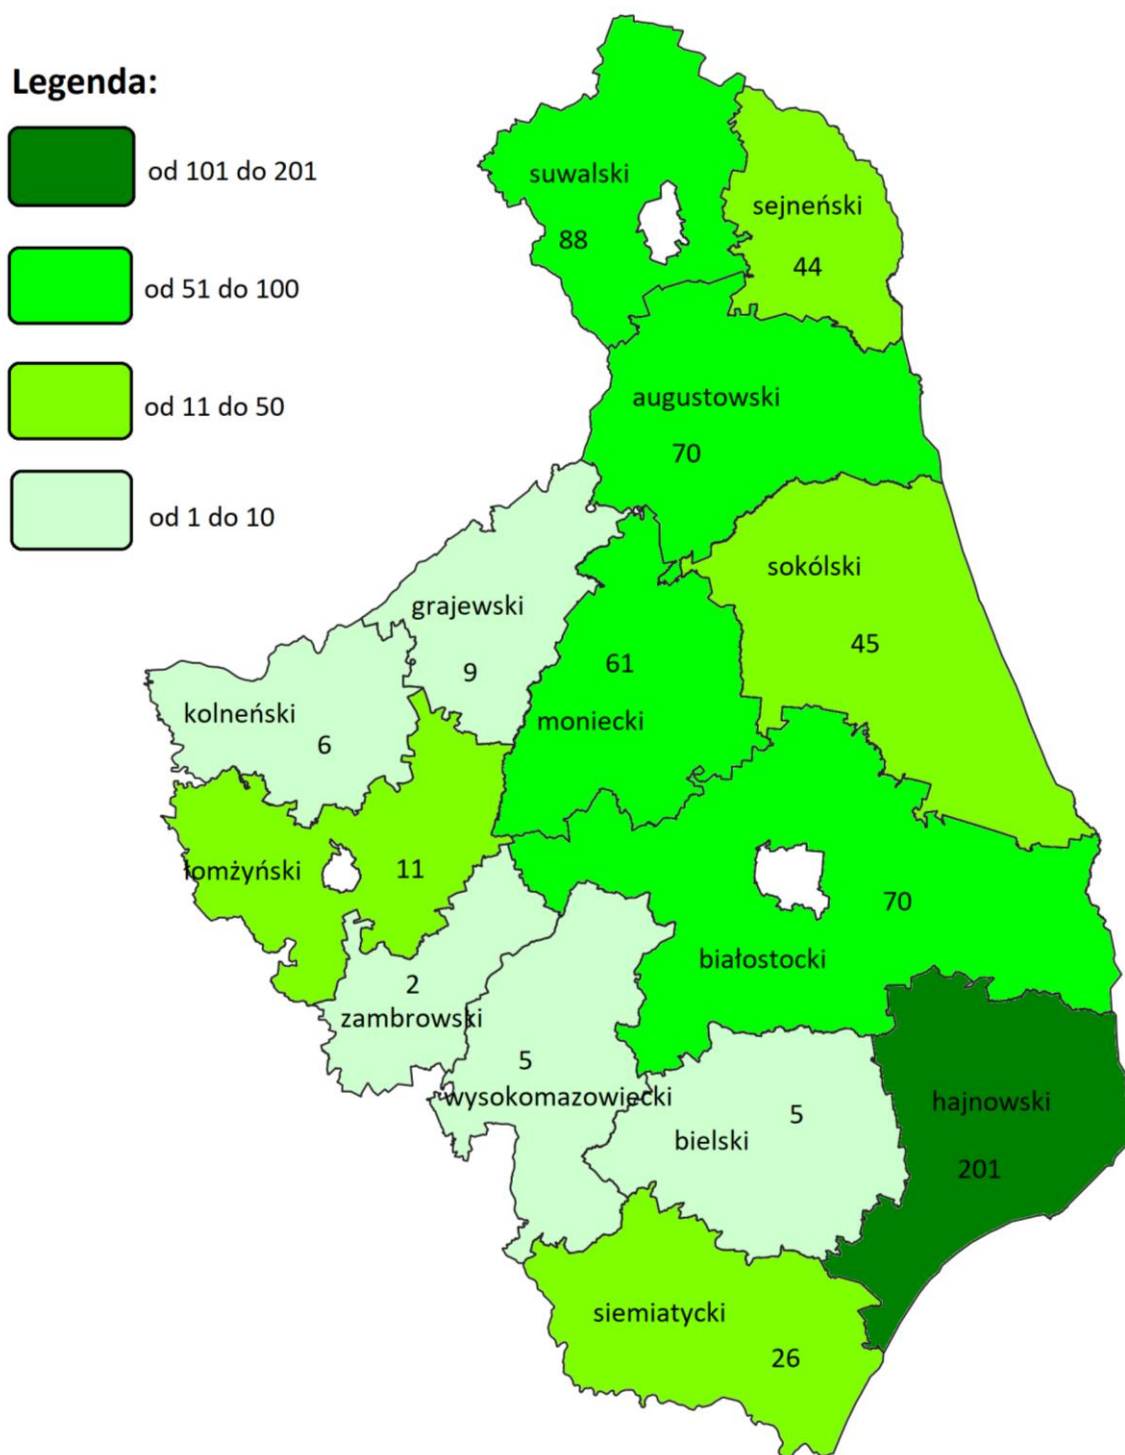 Legenda:
od 101 do 201
od 51 do 100
od 11 do 50
od 1 do 10
suwalski
88
sejneński
44
augustowski
70
sokólski
45
grajewski
9
61
moniecki
kolneński
6
łomżyński
11
70
białostocki
2
zambrowski
5
wysokomazowiecki
5
bielski
hajnowski
201
siemiatycki
26